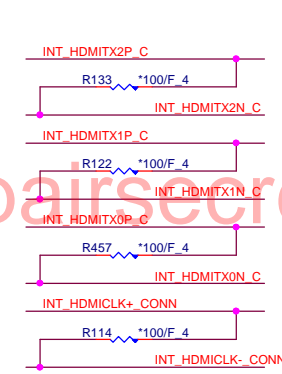 INT_HDMITX2P_C
R133 *100/F_4
INT_HDMITX2N_C
INT_HDMITX1P_C
R122 *100/F_4
INT_HDMITX1N_C
pairsecre
INT_HDMITX0P_C
R457 *100/F_4
INT_HDMITX0N_C
INT_HDMICLK+_CONN
R114 *100/F_4
INT_HDMICLK-_CONN